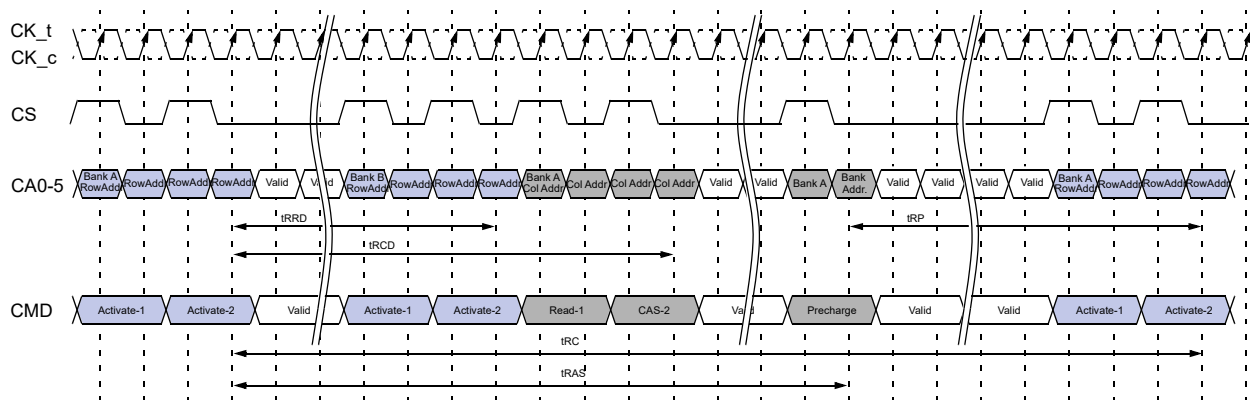 CK_t
CK_c
CS
CA0-5
Bank A
RowAddr
RowAddr
RowAddr
RowAddr
Valid
Valid
Bank B
RowAddr
RowAddr
RowAddr
RowAddr
Bank A
Col Addr
Col Addr
Col Addr
Col Addr
Valid
Valid
Bank A
Bank
Addr.
Valid
Valid
Valid
Valid
Bank A
RowAddr
RowAddr
RowAddr
RowAddr
tRRD
tRP
tRCD
CMD
Activate-1
Activate-2
Valid
Activate-1
Activate-2
Read-1
CAS-2
Valid
Precharge
Valid
Valid
Activate-1
Activate-2
tRC
tRAS